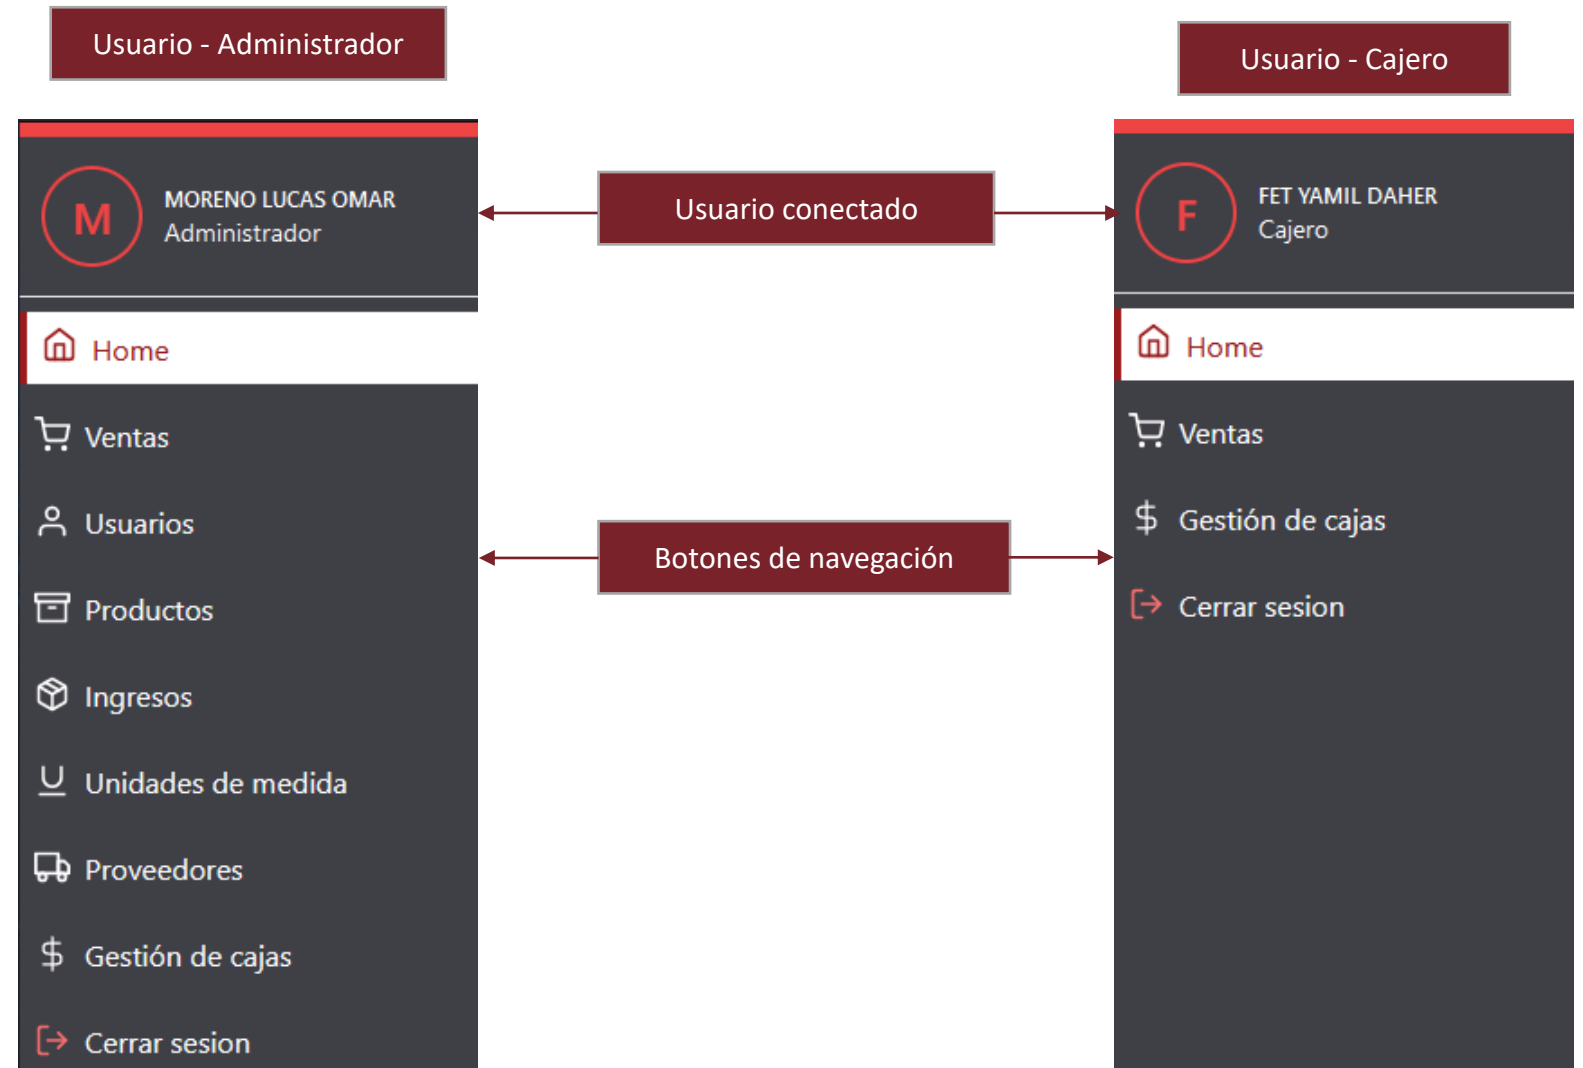 Usuario - Administrador
Usuario - Cajero
M
MORENO LUCAS OMAR
Administrador
Usuario conectado
F
FET YAMIL DAHER
Cajero
Home
Ventas
Usuarios
Productos
Ingresos
Unidades de medida
Proveedores
Gestión de cajas
Cerrar sesion
Botones de navegación
Home
Ventas
Gestión de cajas
Cerrar sesion